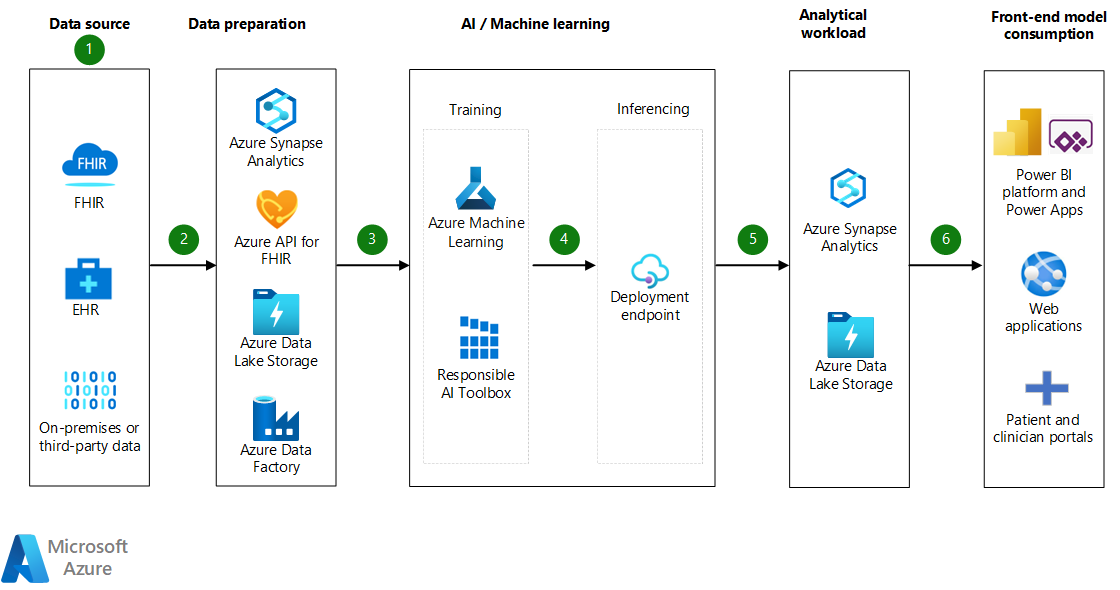 Data source
1
FHIR
FHIR
EHR
On-premises or
third-party data
2
Data preparation
Azure Synapse
Analytics
Azure API for
FHIR
Azure Data
Lake Storage
Azure Data
Factory
3
AI / Machine learning
Training
Azure Machine
Learning
Responsible
AI Toolbox
4
Inferencing
Deployment
endpoint
5
Analytical
workload
Azure Synapse
Analytics
Azure Data
Lake Storage
6
Front-end model
consumption
Power BI
platform and
Power Apps
Web
applications
Patient and
clinician portals
Microsoft
Azure